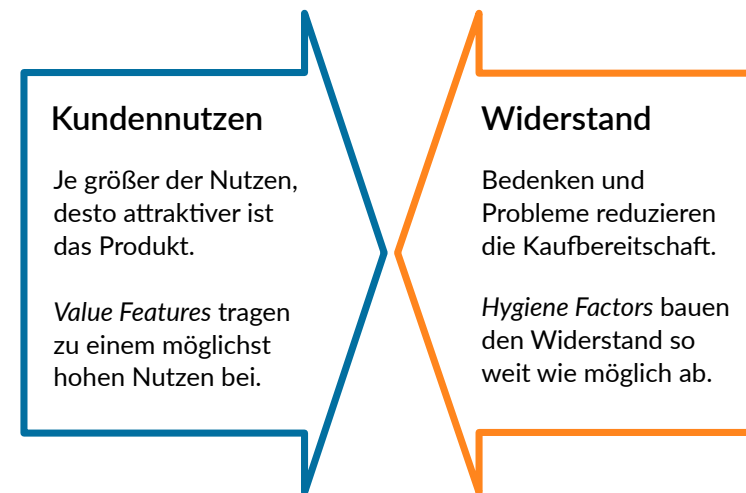 Kundennutzen
Je größer der Nutzen,
desto attraktiver ist
das Produkt.
Value Features tragen
zu einem möglichst
hohen Nutzen bei.
Widerstand
Bedenken und
Probleme reduzieren
die Kaufbereitschaft.
Hygiene Factors bauen
den Widerstand so
weit wie möglich ab.